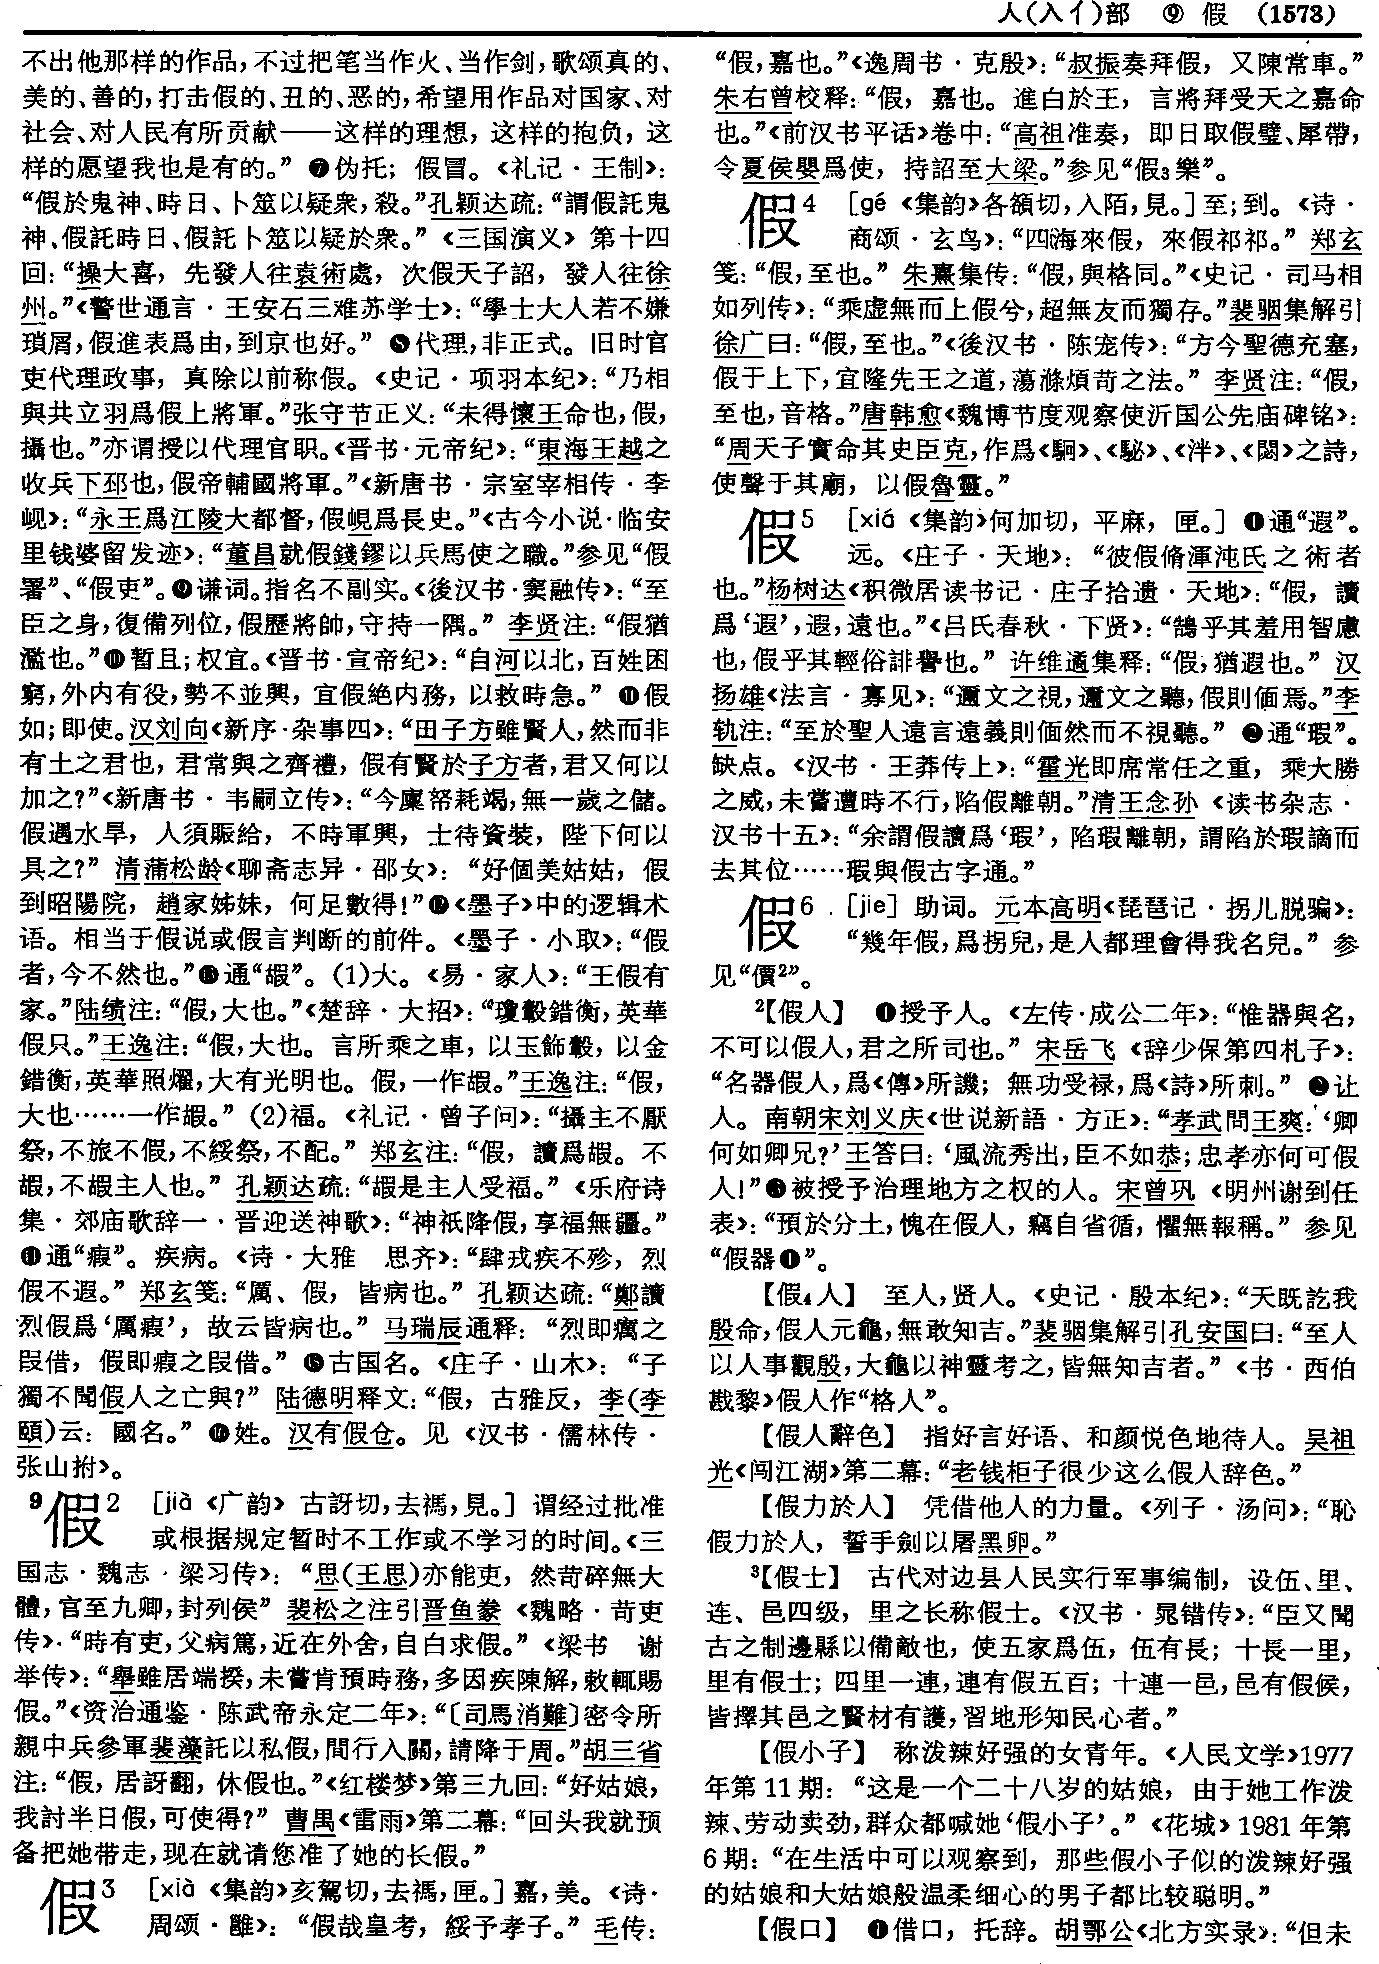 人(入亻)部 ⑨ 假 (1573)
不出他那样的作品，不过把笔当作火、当作剑，歌颂真的、
美的、善的，打击假的、丑的、恶的，希望用作品对国家、对
社会、对人民有所贡献——这样的理想，这样的抱负，这
样的愿望我也是有的。” ❼伪托；假冒。《礼记·王制》：
“假於鬼神、時日、卜筮以疑衆，殺。”孔颖达疏：“謂假託鬼
神、假託時日、假託卜筮以疑於衆。”《三国演义》第十四
回：“操大喜，先發人往袁術處，次假天子詔，發人往徐
州。”《警世通言·王安石三难苏学士》：“學士大人若不嫌
瑣屑，假進表爲由，到京也好。” ❽代理，非正式。旧时官
吏代理政事，真除以前称假。《史记·项羽本纪》：“乃相
與共立羽爲假上將軍。”张守节正义：“未得懷王命也，假，
攝也。”亦谓授以代理官职。《晋书·元帝纪》：“東海王越之
收兵下邳也，假帝輔國將軍。”《新唐书·宗室宰相传·李
岘》：“永王爲江陵大都督，假峴爲長史。”《古今小说·临安
里钱婆留发迹》：“董昌就假錢鏐以兵馬使之職。”参见“假
署”、“假吏”。❾谦词。指名不副实。《後汉书·窦融传》：“至
臣之身，復備列位，假歷將帥，守持一隅。” 李贤注：“假猶
濫也。”❿暂且；权宜。《晋书·宣帝纪》：“自河以北，百姓困
窮，外内有役，勢不並興，宜假絶内務，以救時急。” ⓫假
如；即使。汉刘向《新序·杂事四》：“田子方雖賢人，然而非
有土之君也，君常與之齊禮，假有賢於子方者，君又何以
加之？”《新唐书·韦嗣立传》：“今廩帑耗竭，無一歲之儲。
假遇水旱，人須賑給，不時軍興，士待資裝，陛下何以
具之？” 清蒲松龄《聊斋志异·邵女》：“好個美姑姑，假
到昭陽院，趙家姊妹，何足數得！”⓬《墨子》中的逻辑术
语。相当于假说或假言判断的前件。《墨子·小取》：“假
者，今不然也。”⓭通“嘏”。(1)大。《易·家人》：“王假有
家。”陆绩注：“假，大也。”《楚辞·大招》：“瓊轂錯衡，英華
假只。”王逸注：“假，大也。言所乘之車，以玉飾轂，以金
錯衡，英華照燿，大有光明也。假，一作嘏。”王逸注：“假，
大也……一作嘏。” (2)福。《礼记·曾子问》：“攝主不厭
祭，不旅不假，不綏祭，不配。” 郑玄注：“假，讀爲嘏。不
嘏，不嘏主人也。” 孔颖达疏：“嘏是主人受福。”《乐府诗
集·郊庙歌辞一·晋迎送神歌》：“神祇降假，享福無疆。”
⓮通“瘕”。疾病。《诗·大雅 思齐》：“肆戎疾不殄，烈
假不遐。” 郑玄笺：“厲、假，皆病也。” 孔颖达疏：“鄭讀
烈假爲‘厲瘕’，故云皆病也。” 马瑞辰通释：“烈即癘之
叚借，假即瘕之叚借。” ⓯古国名。《庄子·山木》：“子
獨不聞假人之亡與？” 陆德明释文：“假，古雅反，李(李
頤)云：國名。” ⓰姓。汉有假仓。见《汉书·儒林传·
张山拊》。
9假2 [jià《广韵》古訝切，去禡，見。] 谓经过批准
或根据规定暂时不工作或不学习的时间。《三
国志·魏志·梁习传》：“思(王思)亦能吏，然苛碎無大
體，官至九卿，封列侯” 裴松之注引晋鱼豢《魏略·苛吏
传》：“時有吏，父病篤，近在外舍，自白求假。”《梁书 谢
举传》：“舉雖居端揆，未嘗肯預時務，多因疾陳解，敕輒賜
假。”《资治通鉴·陈武帝永定二年》：“〔司馬消難〕密令所
親中兵參軍裴藻託以私假，間行入關，請降于周。”胡三省
注：“假，居訝翻，休假也。”《红楼梦》第三九回：“好姑娘，
我討半日假，可使得？” 曹禺《雷雨》第二幕：“回头我就预
备把她带走，现在就请您准了她的长假。”
假3 [xià《集韵》亥駕切，去禡，匣。] 嘉，美。《诗·
周颂·雝》：“假哉皇考，綏予孝子。” 毛传：
“假，嘉也。”《逸周书·克殷》：“叔振奏拜假，又陳常車。”
朱右曾校释：“假，嘉也。進白於王，言將拜受天之嘉命
也。”《前汉书平话》卷中：“高祖准奏，即日取假璧、犀帶，
令夏侯嬰爲使，持詔至大梁。”参见“假3樂”。
假4 [gé《集韵》各頟切，入陌，見。] 至；到。《诗·
商颂·玄鸟》：“四海來假，來假祁祁。” 郑玄
笺：“假，至也。” 朱熹集传：“假，與格同。”《史记·司马相
如列传》：“乘虚無而上假兮，超無友而獨存。”裴骃集解引
徐广曰：“假，至也。”《後汉书·陈宠传》：“方今聖德充塞，
假于上下，宜隆先王之道，蕩滌煩苛之法。” 李贤注：“假，
至也，音格。”唐韩愈《魏博节度观察使沂国公先庙碑铭》：
“周天子實命其史臣克，作爲《駉》、《駜》、《泮》、《閟》之詩，
使聲于其廟，以假魯靈。”
假5 [xiá《集韵》何加切，平麻，匣。] ❶通“遐”。
远。《庄子·天地》：“彼假脩渾沌氏之術者
也。”杨树达《积微居读书记·庄子拾遗·天地》：“假，讀
爲‘遐’，遐，遠也。”《吕氏春秋·下贤》：“鵠乎其羞用智慮
也，假乎其輕俗誹譽也。” 许维遹集释：“假，猶遐也。” 汉
扬雄《法言·寡见》：“邇文之視，邇文之聽，假則偭焉。”李
轨注：“至於聖人遠言遠義則偭然而不視聽。” ❷通“瑕”。
缺点。《汉书·王莽传上》：“霍光即席常任之重，乘大勝
之威，未嘗遭時不行，陷假離朝。”清王念孙《读书杂志·
汉书十五》：“余謂假讀爲‘瑕’，陷瑕離朝，謂陷於瑕謫而
去其位……瑕與假古字通。”
假6 [jie] 助词。元本高明《琵琶记·拐儿脱骗》：
“幾年假，爲拐兒，是人都理會得我名兒。” 参
见“價2”。
2【假人】 ❶授予人。《左传·成公二年》：“惟器與名，
不可以假人，君之所司也。” 宋岳飞《辞少保第四札子》：
“名器假人，爲《傳》所譏；無功受禄，爲《詩》所刺。” ❷让
人。南朝宋刘义庆《世说新語·方正》：“孝武問王爽：‘卿
何如卿兄？’王答曰：‘風流秀出，臣不如恭；忠孝亦何可假
人！”❸被授予治理地方之权的人。宋曾巩《明州谢到任
表》：“預於分土，愧在假人，竊自省循，懼無報稱。” 参见
“假器❶”。
【假4人】 至人，贤人。《史记·殷本纪》：“天既訖我
殷命，假人元龜，無敢知吉。”裴骃集解引孔安国曰：“至人
以人事觀殷，大龜以神靈考之，皆無知吉者。”《书·西伯
戡黎》假人作“格人”。
【假人辭色】 指好言好语、和颜悦色地待人。吴祖
光《闯江湖》第二幕：“老钱柜子很少这么假人辞色。”
【假力於人】 凭借他人的力量。《列子·汤问》：“恥
假力於人，誓手劍以屠黑卵。”
3【假士】 古代对边县人民实行军事编制，设伍、里、
连、邑四级，里之长称假士。《汉书·晁错传》：“臣又聞
古之制邊縣以備敵也，使五家爲伍，伍有長；十長一里，
里有假士；四里一連，連有假五百；十連一邑，邑有假侯，
皆擇其邑之賢材有護，習地形知民心者。”
【假小子】 称泼辣好强的女青年。《人民文学》1977
年第11期：“这是一个二十八岁的姑娘，由于她工作泼
辣、劳动卖劲，群众都喊她‘假小子’。”《花城》1981年第
6期：“在生活中可以观察到，那些假小子似的泼辣好强
的姑娘和大姑娘般温柔细心的男子都比较聪明。”
【假口】 ❶借口，托辞。胡鄂公《北方实录》：“但未